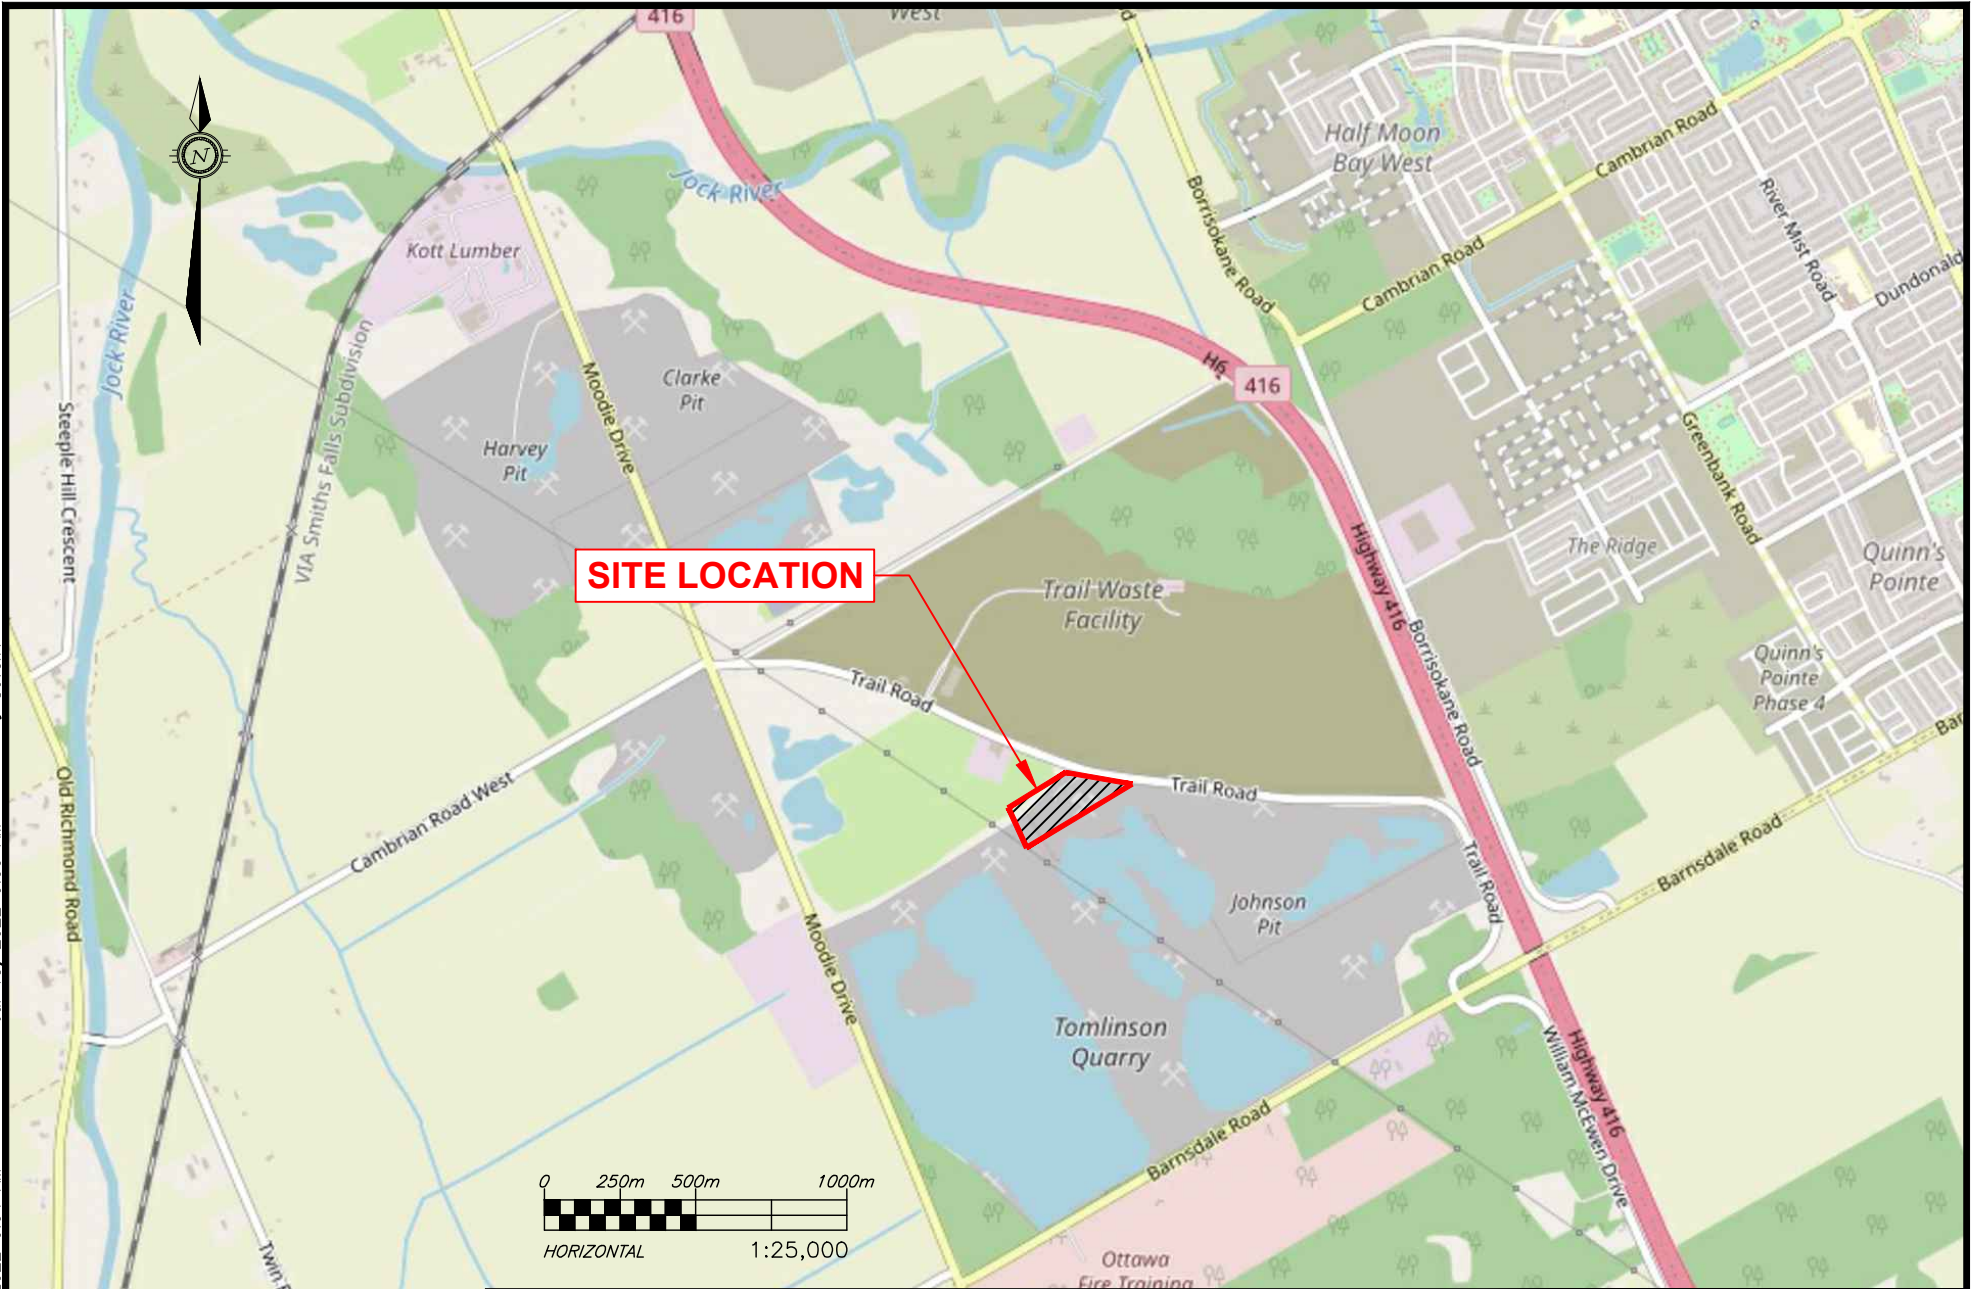 416
West
N
Jock River
Kott Lumber
Half Moon
Bay West
Cambrian Road
Borrisokane Road
River Mist Road
Cambrian Road
Dundonald
Jock River
VIA Smiths Falls Subdivision
Steeple Hill Crescent
Moodie Drive
Clarke
Pit
Harvey
Pit
H6
416
Greenbank Road
Highway 416
The Ridge
Quinn's
Pointe
SITE LOCATION
Trail Waste
Facility
Borrisokane Road
Quinn's
Pointe
Phase 4
Trail Road
Trail Road
Old Richmond Road
Cambrian Road West
Barnsdale Road
Trail Road
Johnson
Pit
Moodie Drive
Tomlinson
Quarry
Highway 416
William McEwen Drive
Barnsdale Road
0 250m 500m 1000m
HORIZONTAL 1:25,000
Ottawa
Fire Training